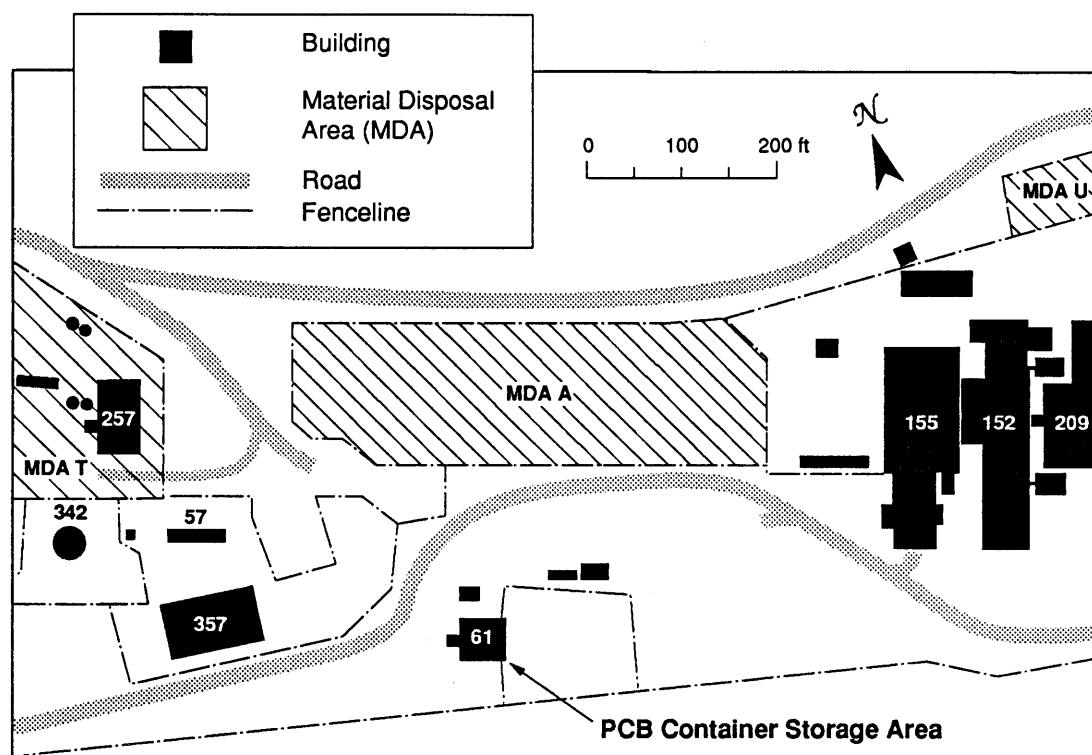 Building
Material Disposal
Area (MDA)
Road
Fenceline
0 100 200 ft
N
MDA U
MDA A
257
MDA T
155
152
209
342
57
357
61
PCB Container Storage Area